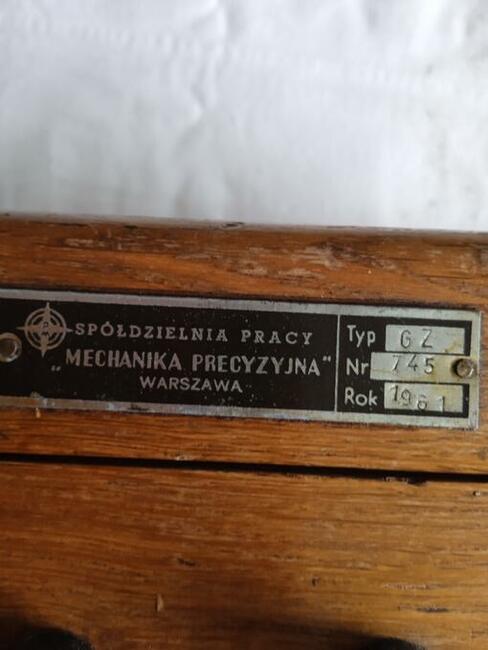 SPÓŁDZIELNIA PRACY
„MECHANIKA PRECYZYJNA"
WARSZAWA
Typ GZ
Nr 745
Rok 1961